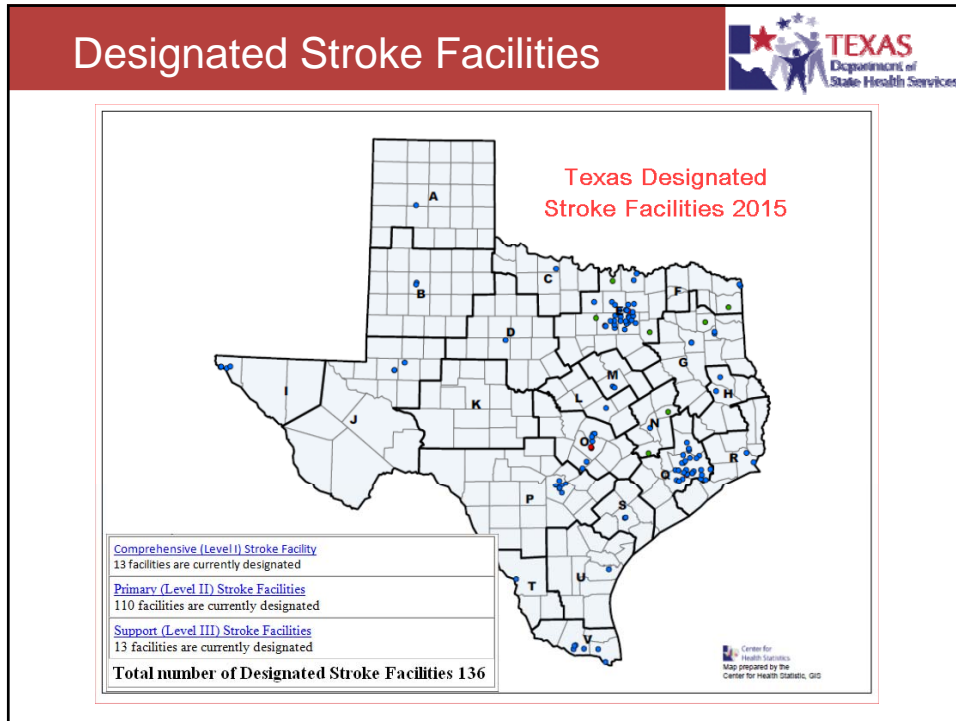 Designated Stroke Facilities
TEXAS
Department of
State Health Services
Texas Designated
Stroke Facilities 2015
A
B
C
D
E
F
G
H
I
J
K
L
M
N
O
P
Q
R
S
T
U
V
Comprehensive (Level I) Stroke Facility
13 facilities are currently designated
Primary (Level II) Stroke Facilities
110 facilities are currently designated
Support (Level III) Stroke Facilities
13 facilities are currently designated
Total number of Designated Stroke Facilities 136
Center for
Health Statistics
Map prepared by the
Center for Health Statistic, GIS